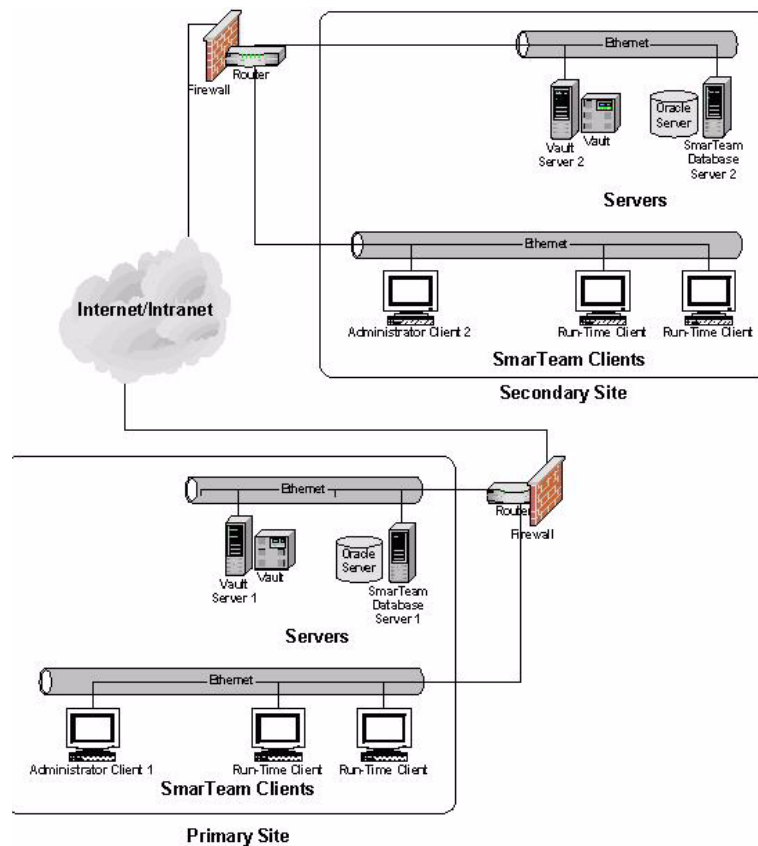 Ethernet
Router
Firewall
Oracle
Server
Vault
Server 2
Vault
SmarTeam
Database
Server 2
Servers
Ethernet
Internet/Intranet
Administrator Client 2
Run-Time Client
Run-Time Client
SmarTeam Clients
Secondary Site
Ethernet
Router
Firewall
Oracle
Server
Vault
Server 1
Vault
SmarTeam
Database
Server 1
Servers
Ethernet
Administrator Client 1
Run-Time Client
Run-Time Client
SmarTeam Clients
Primary Site